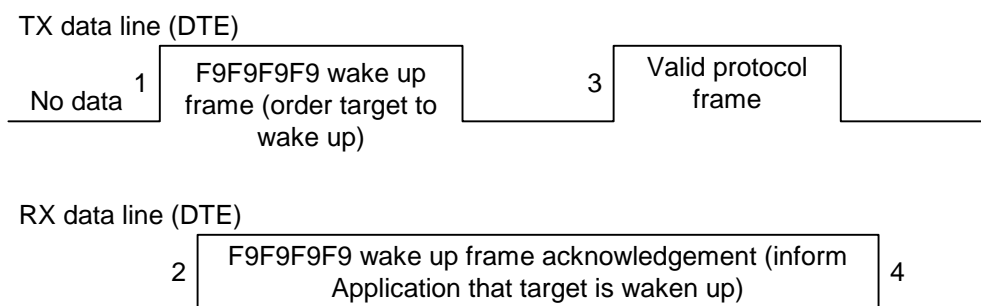 TX data line (DTE)
No data
1
F9F9F9F9 wake up
frame (order target to
wake up)
3
Valid protocol
frame
RX data line (DTE)
2
F9F9F9F9 wake up frame acknowledgement (inform
Application that target is waken up)
4